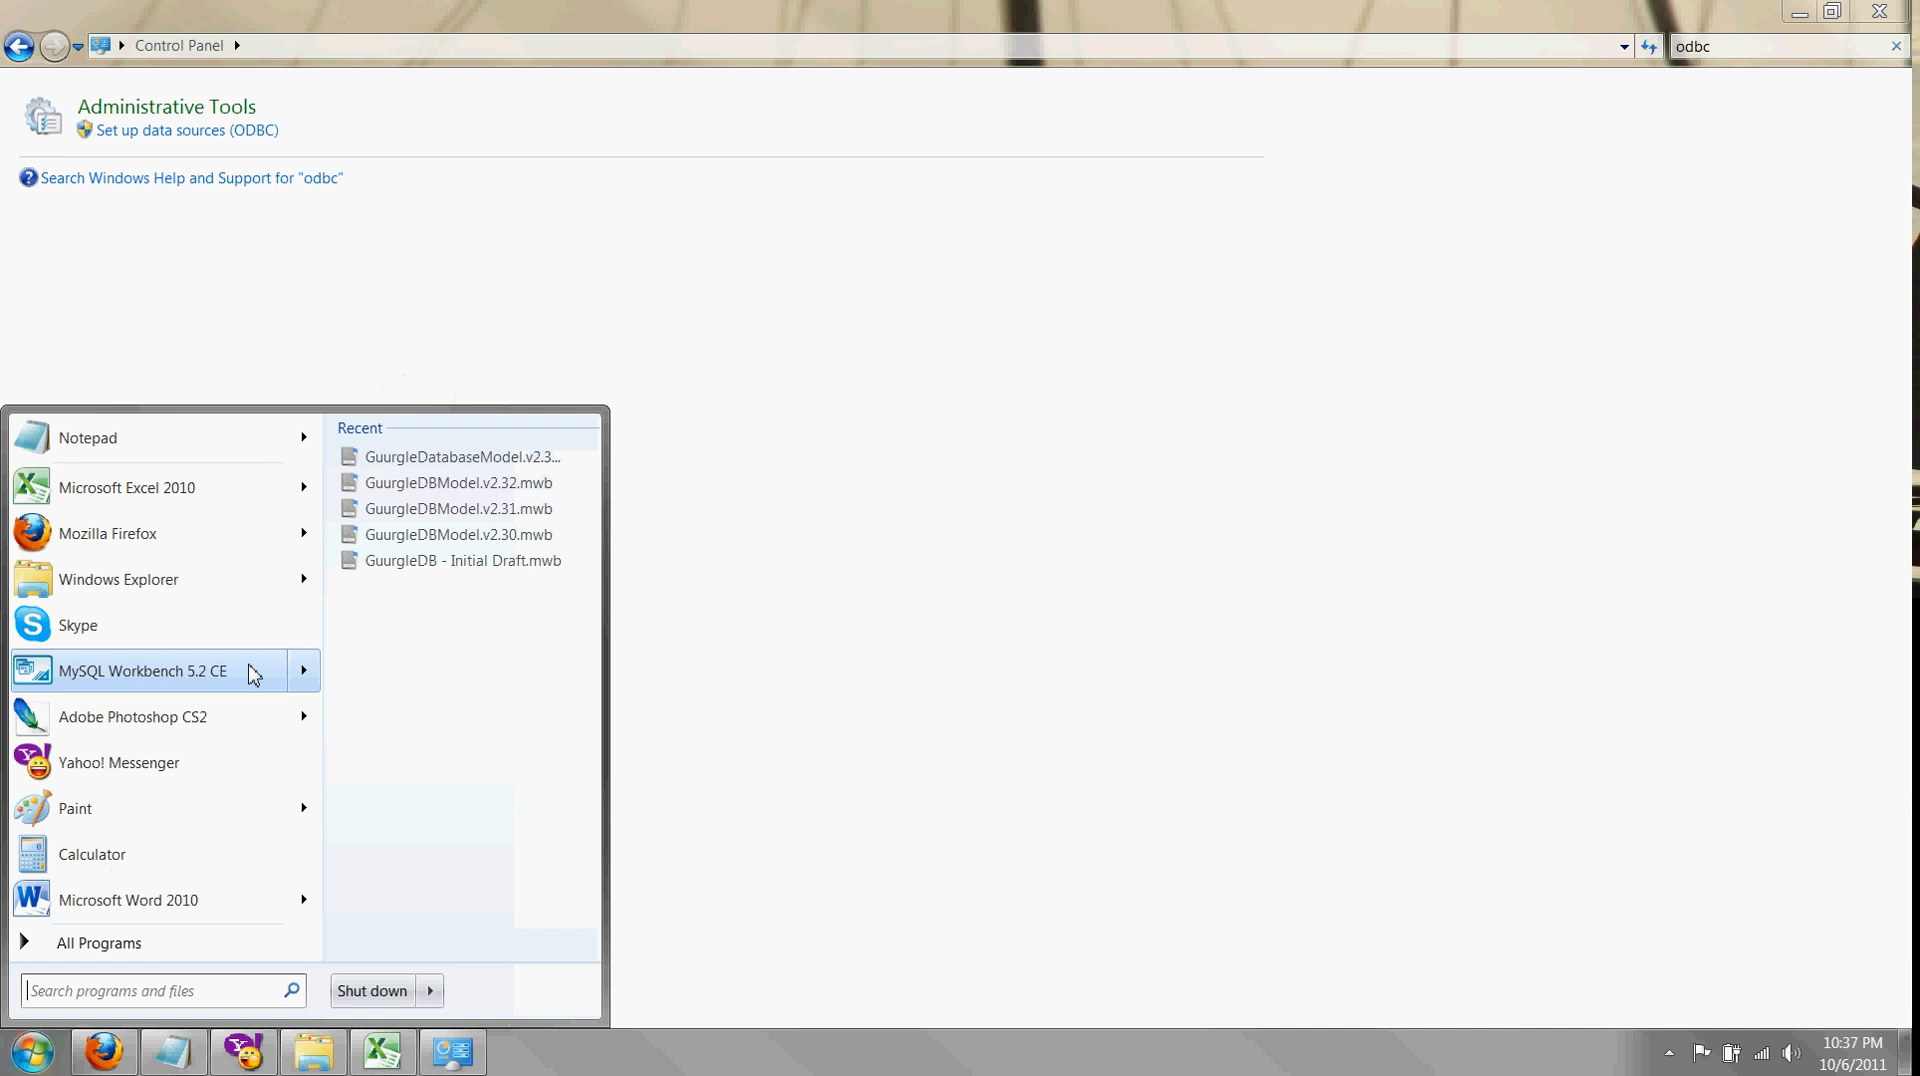 Control Panel
odbc
Administrative Tools
Set up data sources (ODBC)
Search Windows Help and Support for "odbc"
Notepad
Microsoft Excel 2010
Mozilla Firefox
Windows Explorer
Skype
MySQL Workbench 5.2 CE
Adobe Photoshop CS2
Yahoo! Messenger
Paint
Calculator
Microsoft Word 2010
All Programs
Search programs and files
Recent
GuurgleDatabaseModel.v2.3...
GuurgleDBModel.v2.32.mwb
GuurgleDBModel.v2.31.mwb
GuurgleDBModel.v2.30.mwb
GuurgleDB - Initial Draft.mwb
Shut down
10:37 PM
10/6/2011